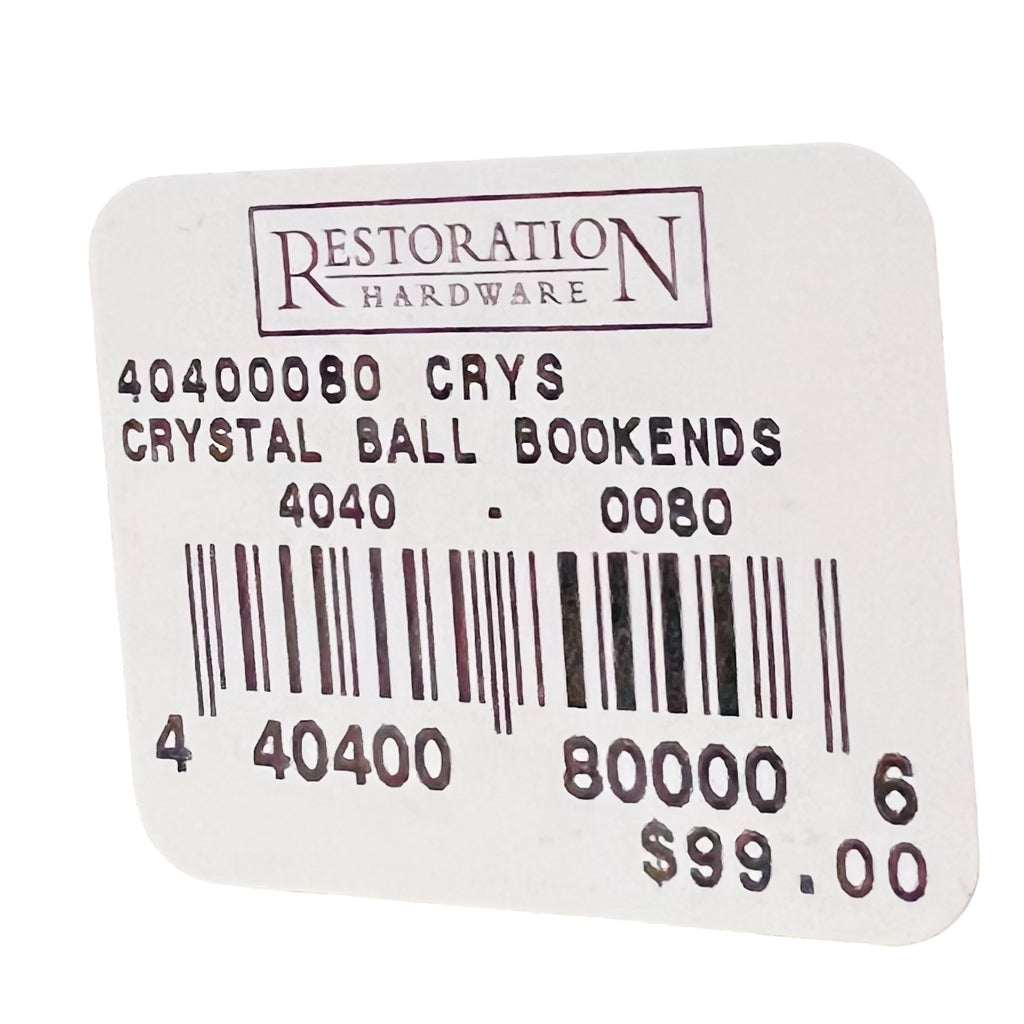 RESTORATION
HARDWARE
40400080 CRYS
CRYSTAL BALL BOOKENDS
4040 - 0080
4 40400 80000 6
$99.00